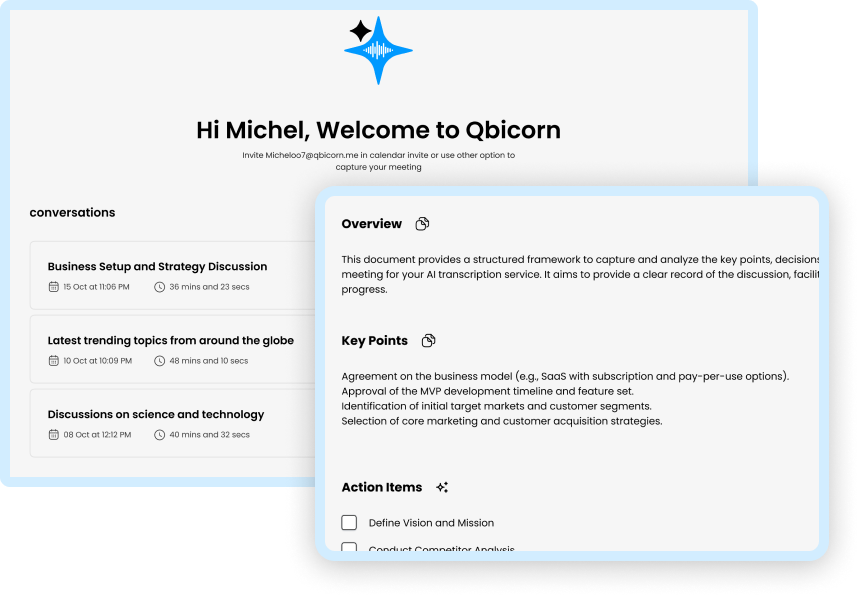 Hi Michel, Welcome to Qbicorn
Invite Micheloo7@qbicorn.me in calendar invite or use other option to
capture your meeting
conversations
Business Setup and Strategy Discussion
15 Oct at 11:06 PM 36 mins and 23 secs
Latest trending topics from around the globe
10 Oct at 10:09 PM 48 mins and 10 secs
Discussions on science and technology
08 Oct at 12:12 PM 40 mins and 32 secs
Overview
This document provides a structured framework to capture and analyze the key points, decisions
meeting for your AI transcription service. It aims to provide a clear record of the discussion, facilit
progress.
Key Points
Agreement on the business model (e.g., SaaS with subscription and pay-per-use options).
Approval of the MVP development timeline and feature set.
Identification of initial target markets and customer segments.
Selection of core marketing and customer acquisition strategies.
Action Items
Define Vision and Mission
Conduct Competitor Analysis